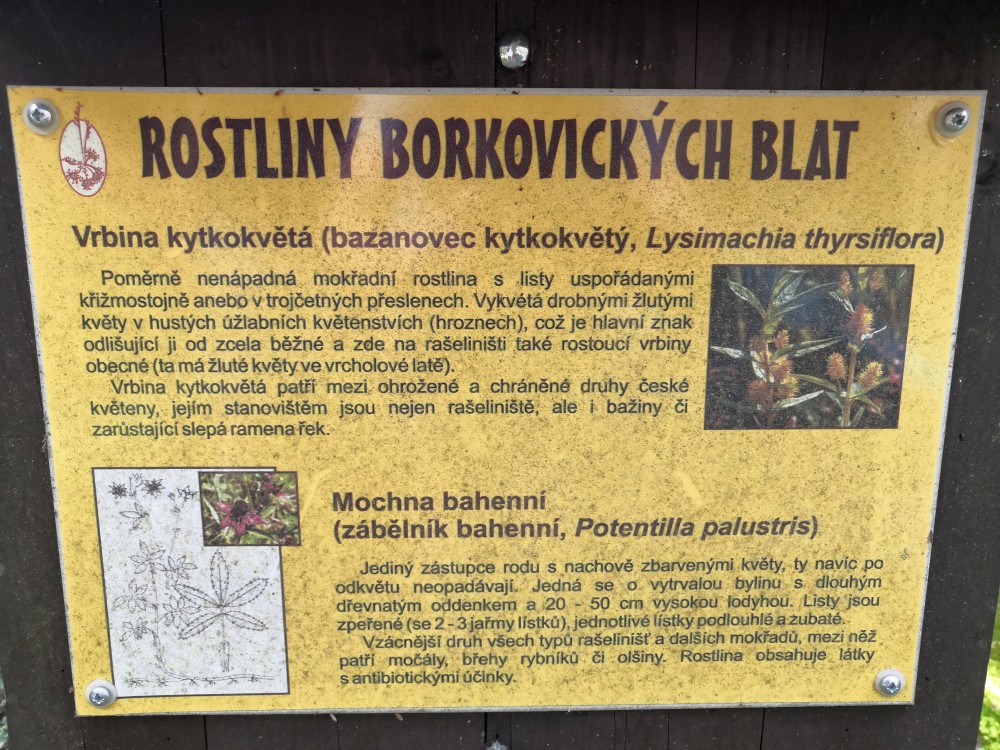 ROSTLINY BORKOVICKÝCH BLAT
Vrbina kytkokvětá (bazanovec kytkokvětý, Lysimachia thyrsiflora)
Poměrně nenápadná mokřadní rostlina s listy uspořádanými
křižmostojně anebo v trojčetných přeslenech. Vykvétá drobnými žlutými
květy v hustých úžlabních květenstvích (hroznech), což je hlavní znak
odlišující ji od zcela běžné a zde na rašeliništi také rostoucí vrbiny
obecné (ta má žluté květy ve vrcholové latě).
Vrbina kytkokvětá patří mezi ohrožené a chráněné druhy české
květeny, jejím stanovištěm jsou nejen rašeliniště, ale i bažiny či
zarůstající slepá ramena řek.
Mochna bahenní
(zábělník bahenní, Potentilla palustris)
Jediný zástupce rodu s nachově zbarvenými květy, ty navíc po
odkvětu neopadávají. Jedná se o vytrvalou bylinu s dlouhým
dřevnatým oddenkem a 20 - 50 cm vysokou lodyhou. Listy jsou
zpeřené (se 2 - 3 jařmy lístků), jednotlivé lístky podlouhlé a zubaté.
Vzácnější druh všech typů rašelinišť a dalších mokřadů, mezi něž
patří močály, břehy rybníků či olšiny. Rostlina obsahuje látky
s antibiotickými účinky.